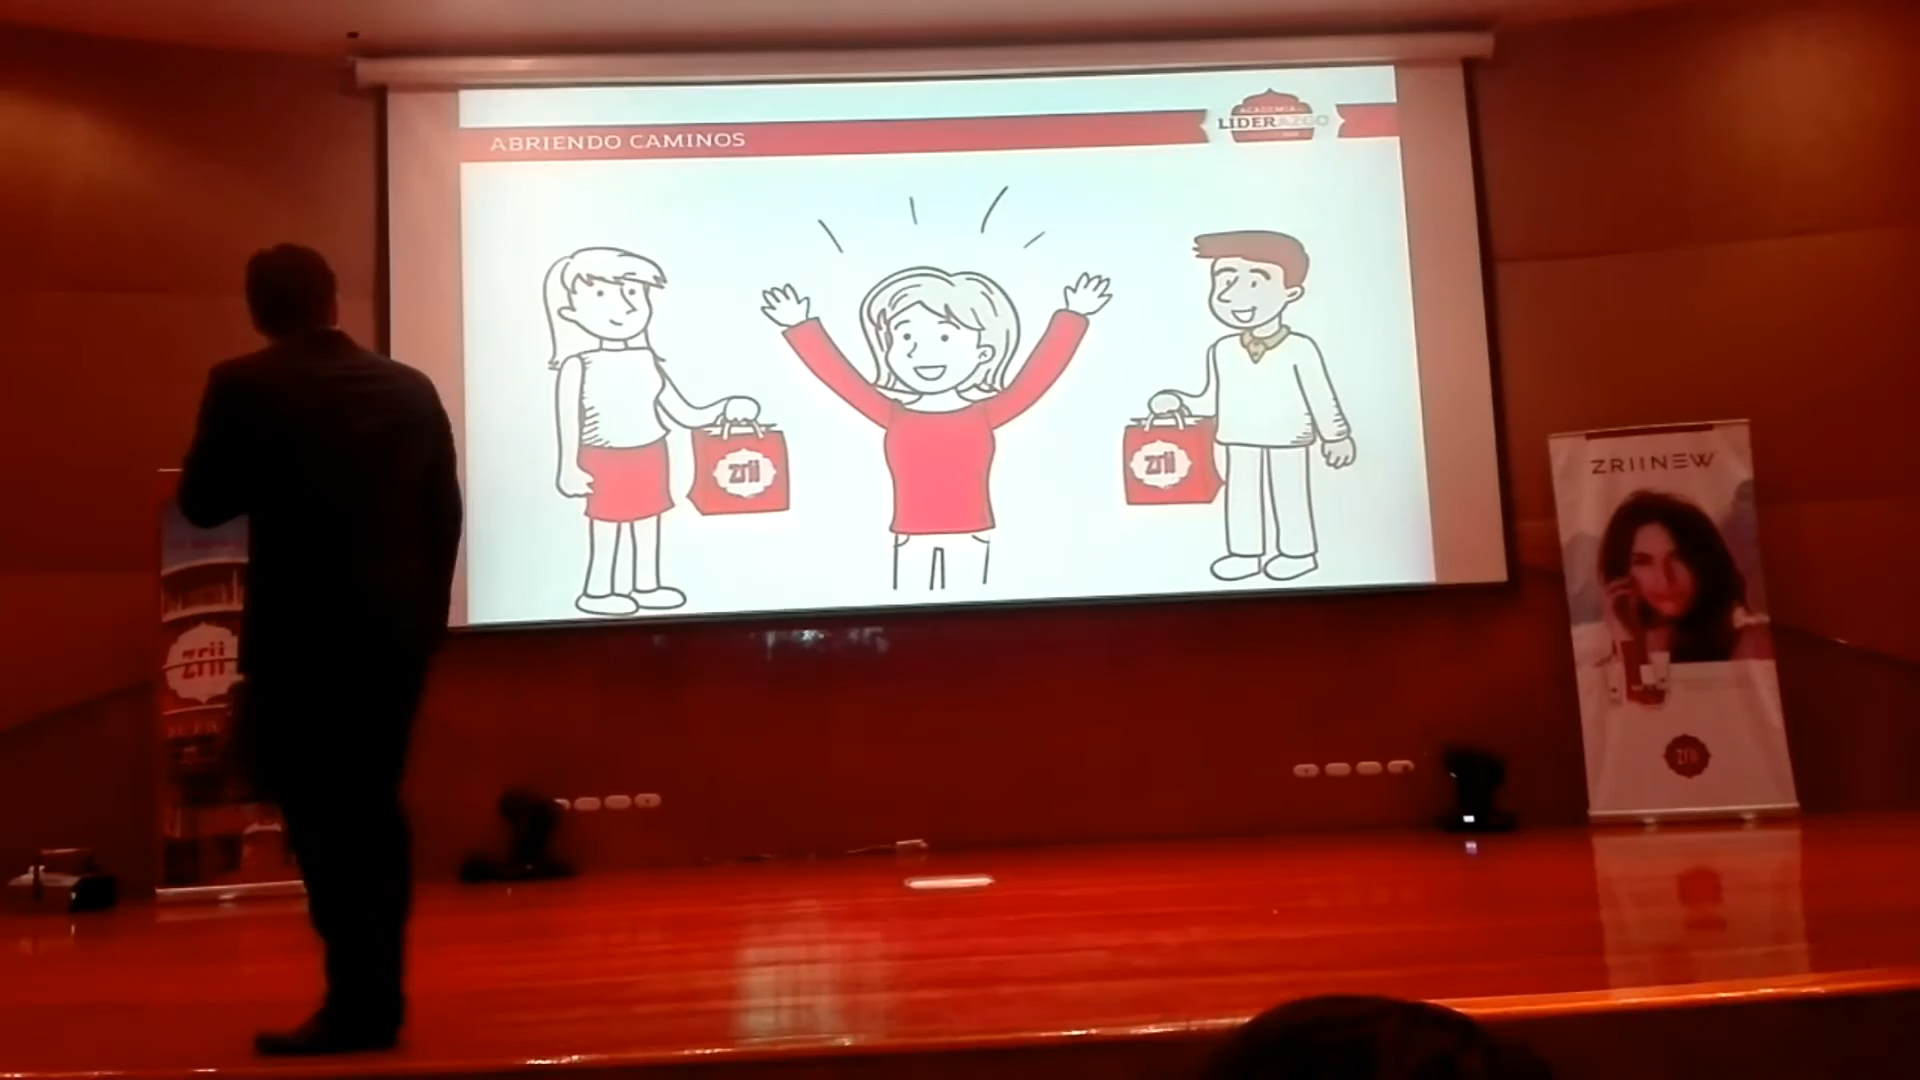 ABRIENDO CAMINOS
ACADEMIA
LIDERAZGO
zrii
zrii
ZRIINEW
zrii
zrii